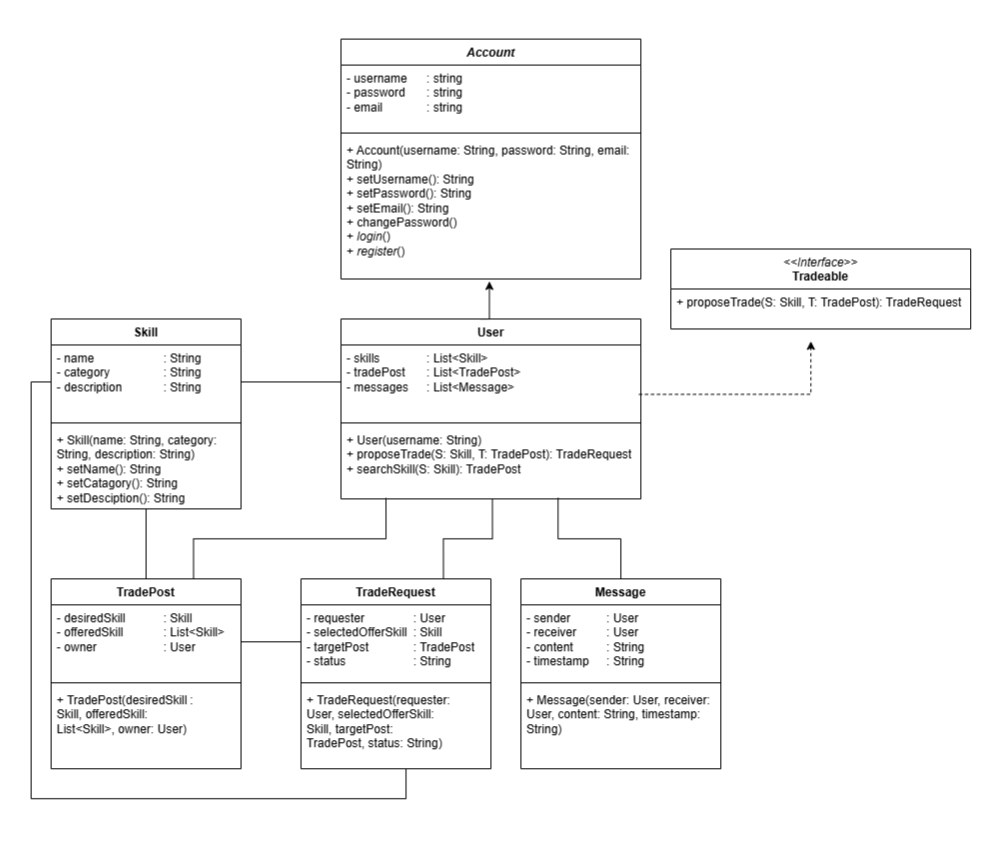 Account
- username : string
- password : string
- email : string
+ Account(username: String, password: String, email:
String)
+ setUsername(): String
+ setPassword(): String
+ setEmail(): String
+ changePassword()
+ login()
+ register()
<<Interface>>
Tradeable
+ proposeTrade(S: Skill, T: TradePost): TradeRequest
Skill
- name : String
- category : String
- description : String
+ Skill(name: String, category:
String, description: String)
+ setName(): String
+ setCatagory(): String
+ setDesciption(): String
User
- skills : List<Skill>
- tradePost : List<TradePost>
- messages : List<Message>
+ User(username: String)
+ proposeTrade(S: Skill, T: TradePost): TradeRequest
+ searchSkill(S: Skill): TradePost
TradePost
- desiredSkill : Skill
- offeredSkill : List<Skill>
- owner : User
+ TradePost(desiredSkill :
Skill, offeredSkill:
List<Skill>, owner: User)
TradeRequest
- requester : User
- selectedOfferSkill : Skill
- targetPost : TradePost
- status : String
+ TradeRequest(requester:
User, selectedOfferSkill:
Skill, targetPost:
TradePost, status: String)
Message
- sender : User
- receiver : User
- content : String
- timestamp : String
+ Message(sender: User, receiver:
User, content: String, timestamp:
String)